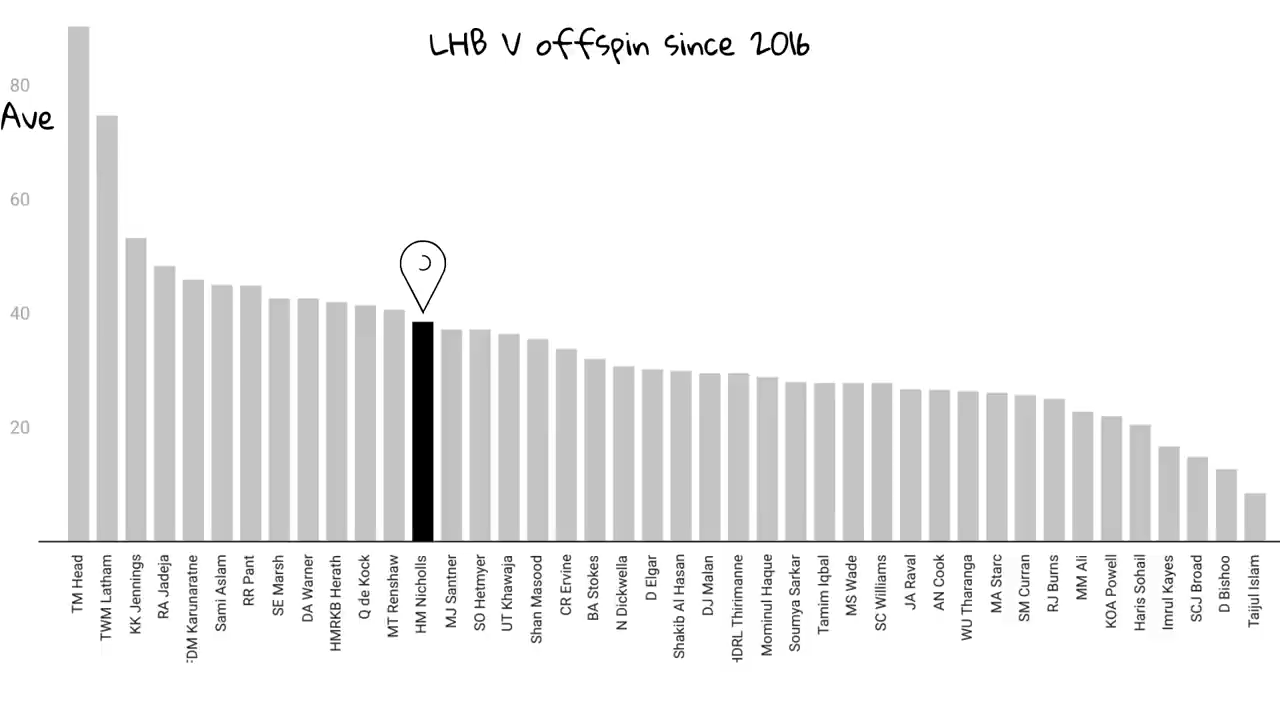 LHB V offspin since 2016
80
Ave
60
40
20
TM Head
TWM Latham
KK Jennings
RA Jadeja
FDM Karunaratne
Sami Aslam
RR Pant
SE Marsh
DA Warner
HMRKB Herath
Q de Kock
MT Renshaw
HM Nicholls
MJ Santner
SO Hetmyer
UT Khawaja
Shan Masood
CR Ervine
BA Stokes
N Dickwella
D Elgar
Shakib Al Hasan
DJ Malan
HDRL Thirimanne
Mominul Haque
Soumya Sarkar
Tamim Iqbal
MS Wade
SC Williams
JA Raval
AN Cook
WU Tharanga
MA Starc
SM Curran
RJ Burns
MM Ali
KOA Powell
Haris Sohail
Imrul Kayes
SCJ Broad
D Bishoo
Taijul Islam